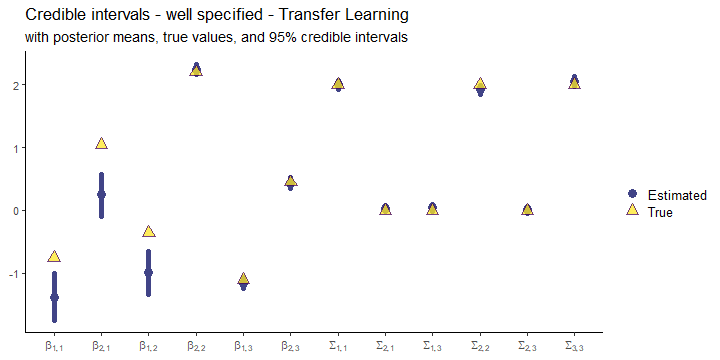 Credible intervals - well specified - Transfer Learning
with posterior means, true values, and 95% credible intervals
2
1
0
-1
β1, 1 β2, 1 β1, 2 β2, 2 β1, 3 β2, 3 Σ1, 1 Σ2, 1 Σ1, 3 Σ2, 2 Σ2, 3 Σ3, 3
Estimated
True